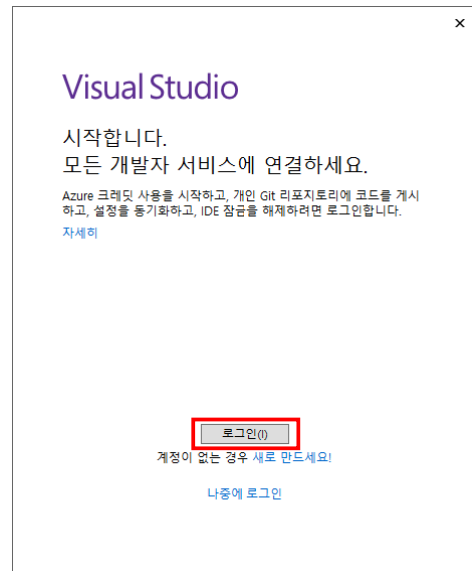 Visual Studio
시작합니다.
모든 개발자 서비스에 연결하세요.
Azure 크레딧 사용을 시작하고, 개인 Git 리포지토리에 코드를 게시
하고, 설정을 동기화하고, IDE 잠금을 해제하려면 로그인합니다.
자세히
로그인(I)
계정이 없는 경우 새로 만드세요!
나중에 로그인